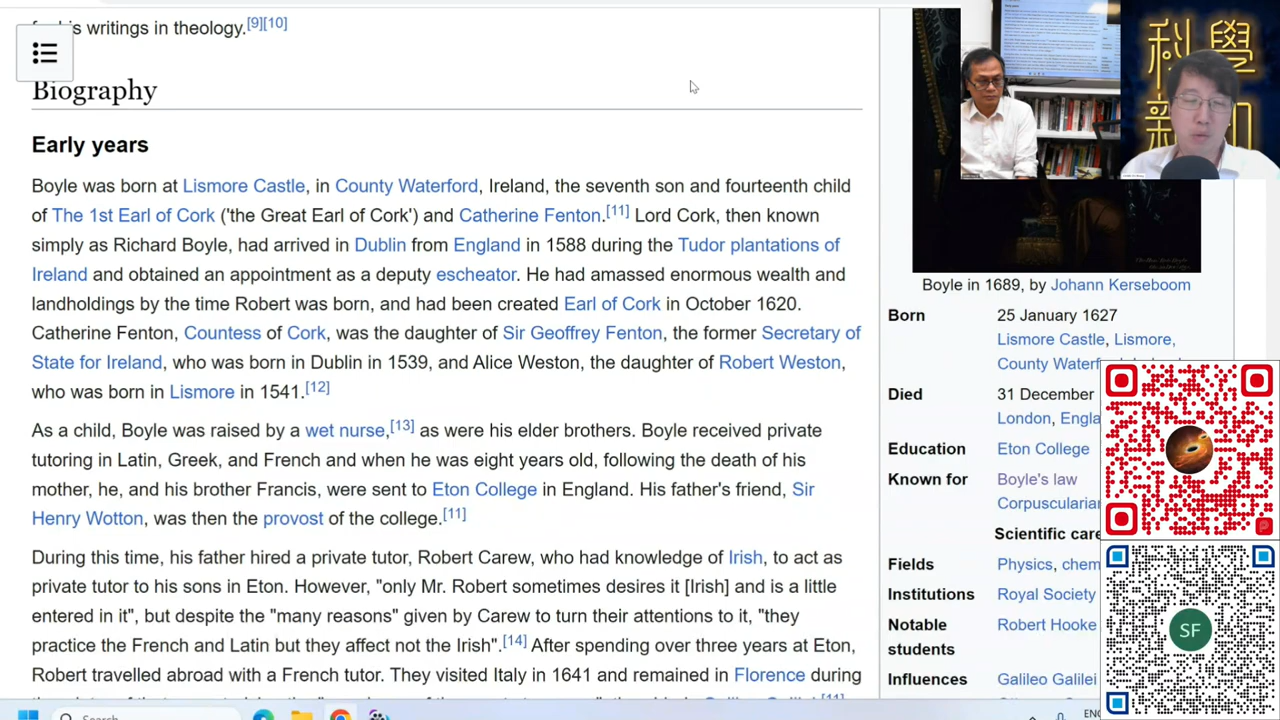 his writings in theology.[9][10]
Biography
Early years
Boyle was born at Lismore Castle, in County Waterford, Ireland, the seventh son and fourteenth child
of The 1st Earl of Cork ('the Great Earl of Cork') and Catherine Fenton.[11] Lord Cork, then known
simply as Richard Boyle, had arrived in Dublin from England in 1588 during the Tudor plantations of
Ireland and obtained an appointment as a deputy escheator. He had amassed enormous wealth and
landholdings by the time Robert was born, and had been created Earl of Cork in October 1620.
Catherine Fenton, Countess of Cork, was the daughter of Sir Geoffrey Fenton, the former Secretary of
State for Ireland, who was born in Dublin in 1539, and Alice Weston, the daughter of Robert Weston,
who was born in Lismore in 1541.[12]
As a child, Boyle was raised by a wet nurse,[13] as were his elder brothers. Boyle received private
tutoring in Latin, Greek, and French and when he was eight years old, following the death of his
mother, he, and his brother Francis, were sent to Eton College in England. His father's friend, Sir
Henry Wotton, was then the provost of the college.[11]
During this time, his father hired a private tutor, Robert Carew, who had knowledge of Irish, to act as
private tutor to his sons in Eton. However, "only Mr. Robert sometimes desires it [Irish] and is a little
entered in it", but despite the "many reasons" given by Carew to turn their attentions to it, "they
practice the French and Latin but they affect not the Irish".[14] After spending over three years at Eton,
Robert travelled abroad with a French tutor. They visited Italy in 1641 and remained in Florence during
Boyle in 1689, by Johann Kerseboom
Born 25 January 1627
Lismore Castle, Lismore,
County Waterf
Died 31 December
London, Engla
Education Eton College
Known for Boyle's law
Corpuscularia
Scientific care
Fields Physics, chem
Institutions Royal Society
Notable students Robert Hooke
Influences Galileo Galilei
科學新知
SF
Search
ENG